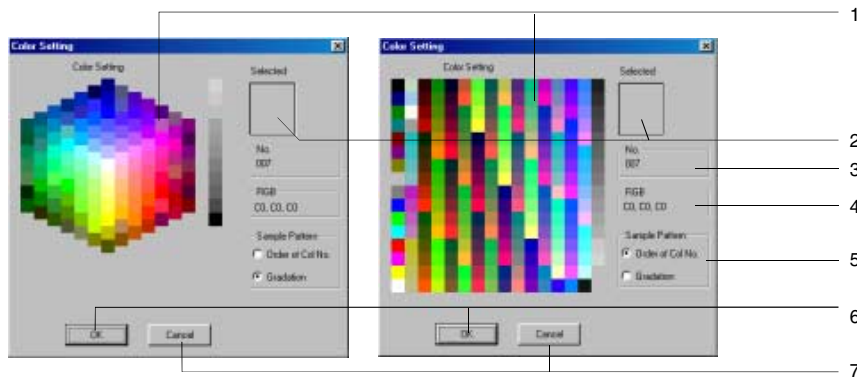 Color Setting
Color Setting
Selected
No.
007
RGB
C0, C0, C0
Sample Pattern
Order of Col No.
Gradation
OK
Cancel
Color Setting
Color Setting
Selected
No.
007
RGB
C0, C0, C0
Sample Pattern
Order of Col No.
Gradation
OK
Cancel
1
2
3
4
5
6
7